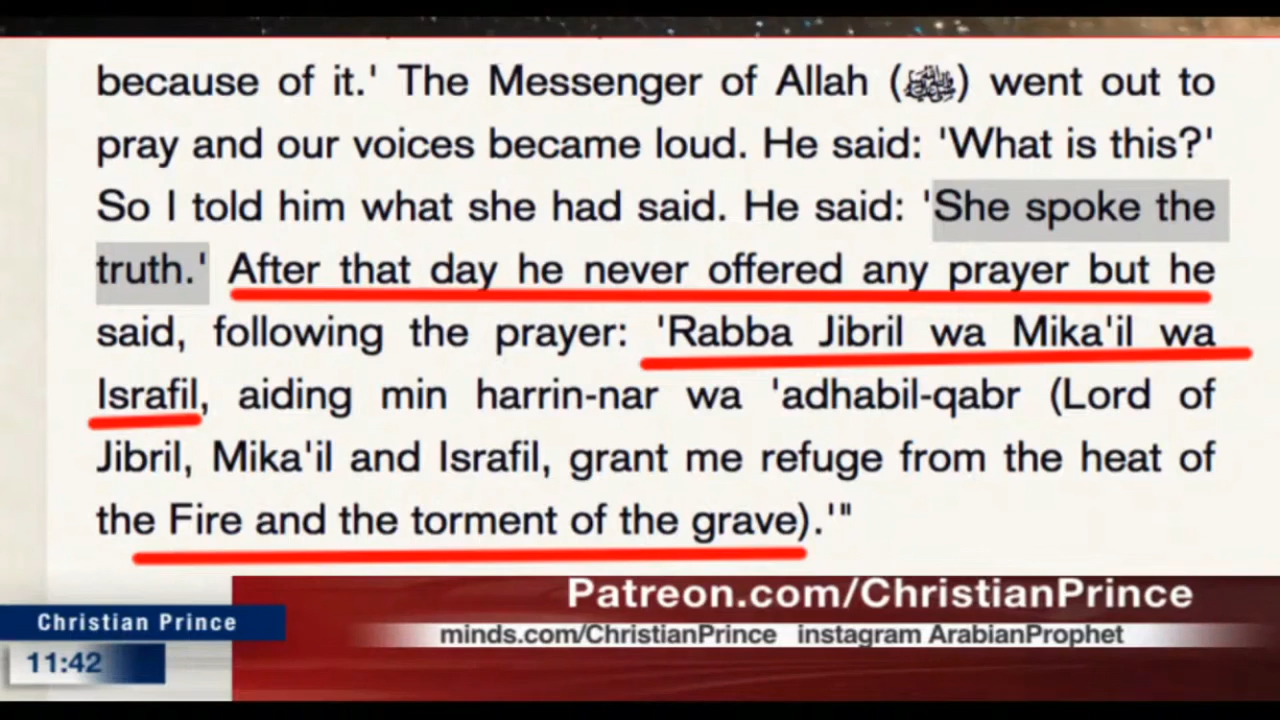 because of it.' The Messenger of Allah (ﷺ) went out to
pray and our voices became loud. He said: 'What is this?'
So I told him what she had said. He said: 'She spoke the
truth.' After that day he never offered any prayer but he
said, following the prayer: 'Rabba Jibril wa Mika'il wa
Israfil, aiding min harrin-nar wa 'adhabil-qabr (Lord of
Jibril, Mika'il and Israfil, grant me refuge from the heat of
the Fire and the torment of the grave).'"
Patreon.com/ChristianPrince
Christian Prince
minds.com/ChristianPrince instagram ArabianProphet
11:42